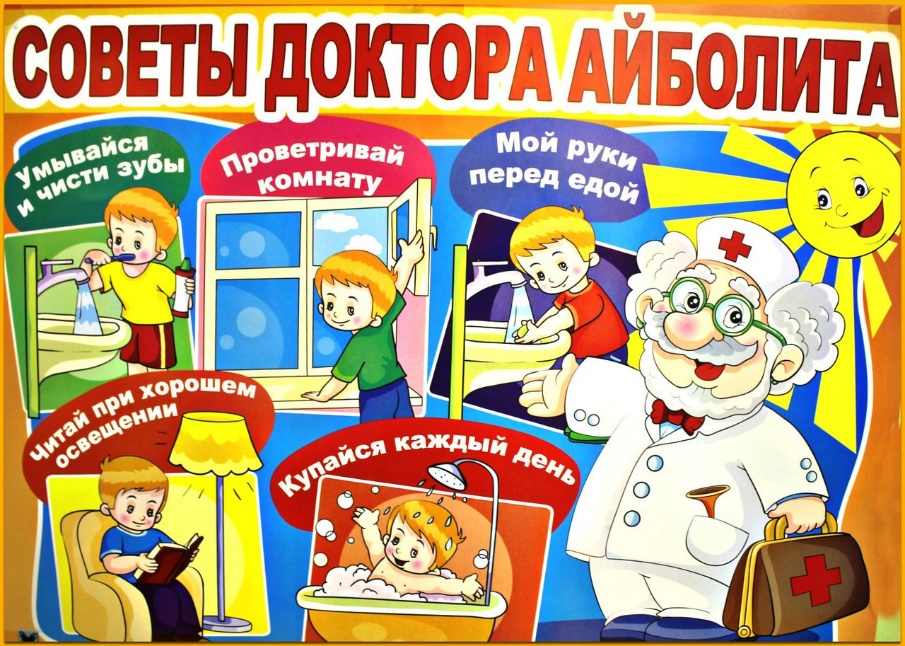 СОВЕТЫ ДОКТОРА АЙБОЛИТА
Умывайся
и чисти зубы
Проветривай
комнату
Мой руки
перед едой
Читай при хорошем
освещении
Купайся каждый день